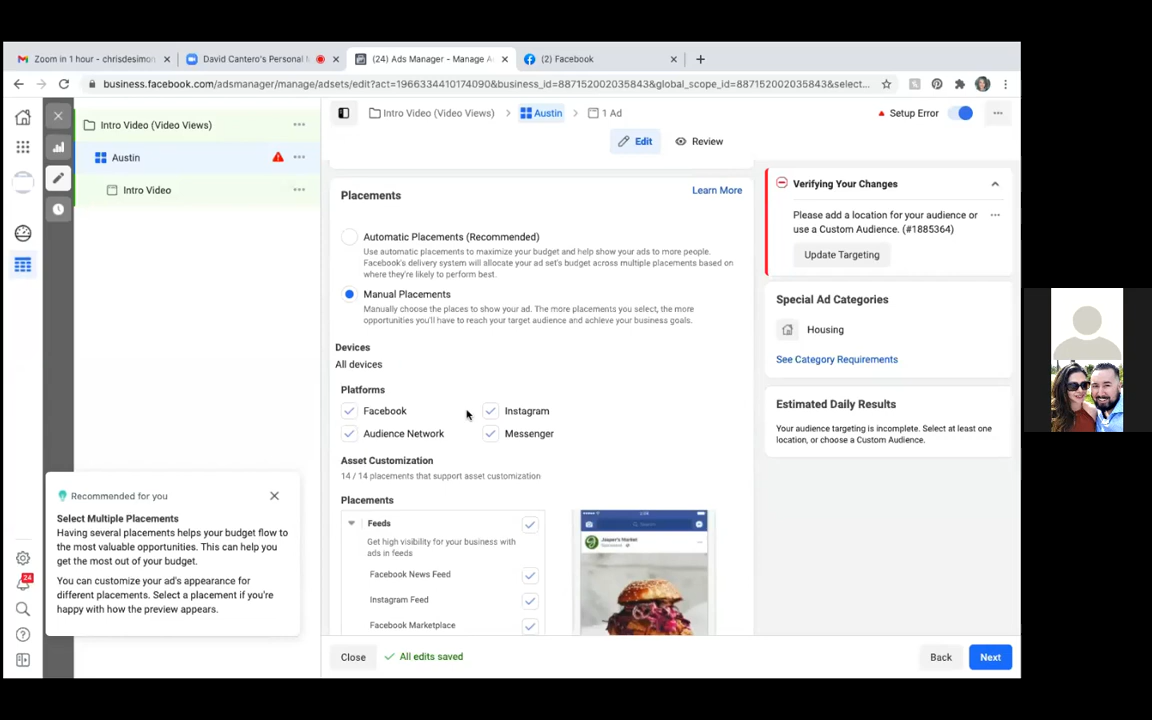 Zoom in 1 hour - chrisdesimon
David Cantero's Personal
(24) Ads Manager - Manage A
(2) Facebook
business.facebook.com/adsmanager/manage/adsets/edit?act=1966334410174090&business_id=887152002035843&global_scope_id=887152002035843&select...
Intro Video (Video Views)
Austin
Intro Video
24
Intro Video (Video Views)
Austin
1 Ad
Setup Error
Edit
Review
Placements
Learn More
Automatic Placements (Recommended)
Use automatic placements to maximize your budget and help show your ads to more people.
Facebook's delivery system will allocate your ad set's budget across multiple placements based on
where they're likely to perform best.
Manual Placements
Manually choose the places to show your ad. The more placements you select, the more
opportunities you'll have to reach your target audience and achieve your business goals.
Devices
All devices
Platforms
Facebook
Instagram
Audience Network
Messenger
Asset Customization
14 / 14 placements that support asset customization
Placements
Feeds
Get high visibility for your business with
ads in feeds
Facebook News Feed
Instagram Feed
Facebook Marketplace
Search
Jasper's Market
Verifying Your Changes
Please add a location for your audience or
use a Custom Audience. (#1885364)
Update Targeting
Special Ad Categories
Housing
See Category Requirements
Estimated Daily Results
Your audience targeting is incomplete. Select at least one
location, or choose a Custom Audience.
Recommended for you
Select Multiple Placements
Having several placements helps your budget flow to
the most valuable opportunities. This can help you
get the most out of your budget.
You can customize your ad's appearance for
different placements. Select a placement if you're
happy with how the preview appears.
Close
All edits saved
Back
Next